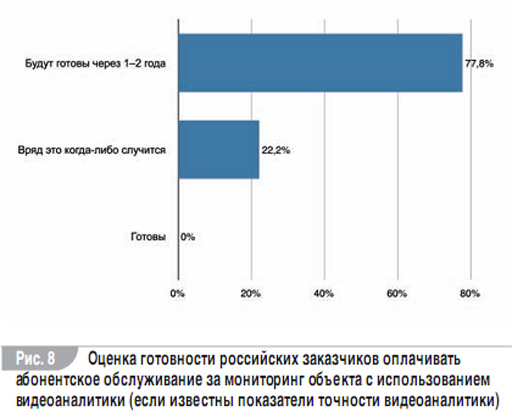 Будут готовы через 1–2 года
77,8%
Вряд это когда-либо случится
22,2%
Готовы
0%
0% 20% 40% 60% 80%
Рис. 8 Оценка готовности российских заказчиков оплачивать
абонентское обслуживание за мониторинг объекта с использованием
видеоаналитики (если известны показатели точности видеоаналитики)